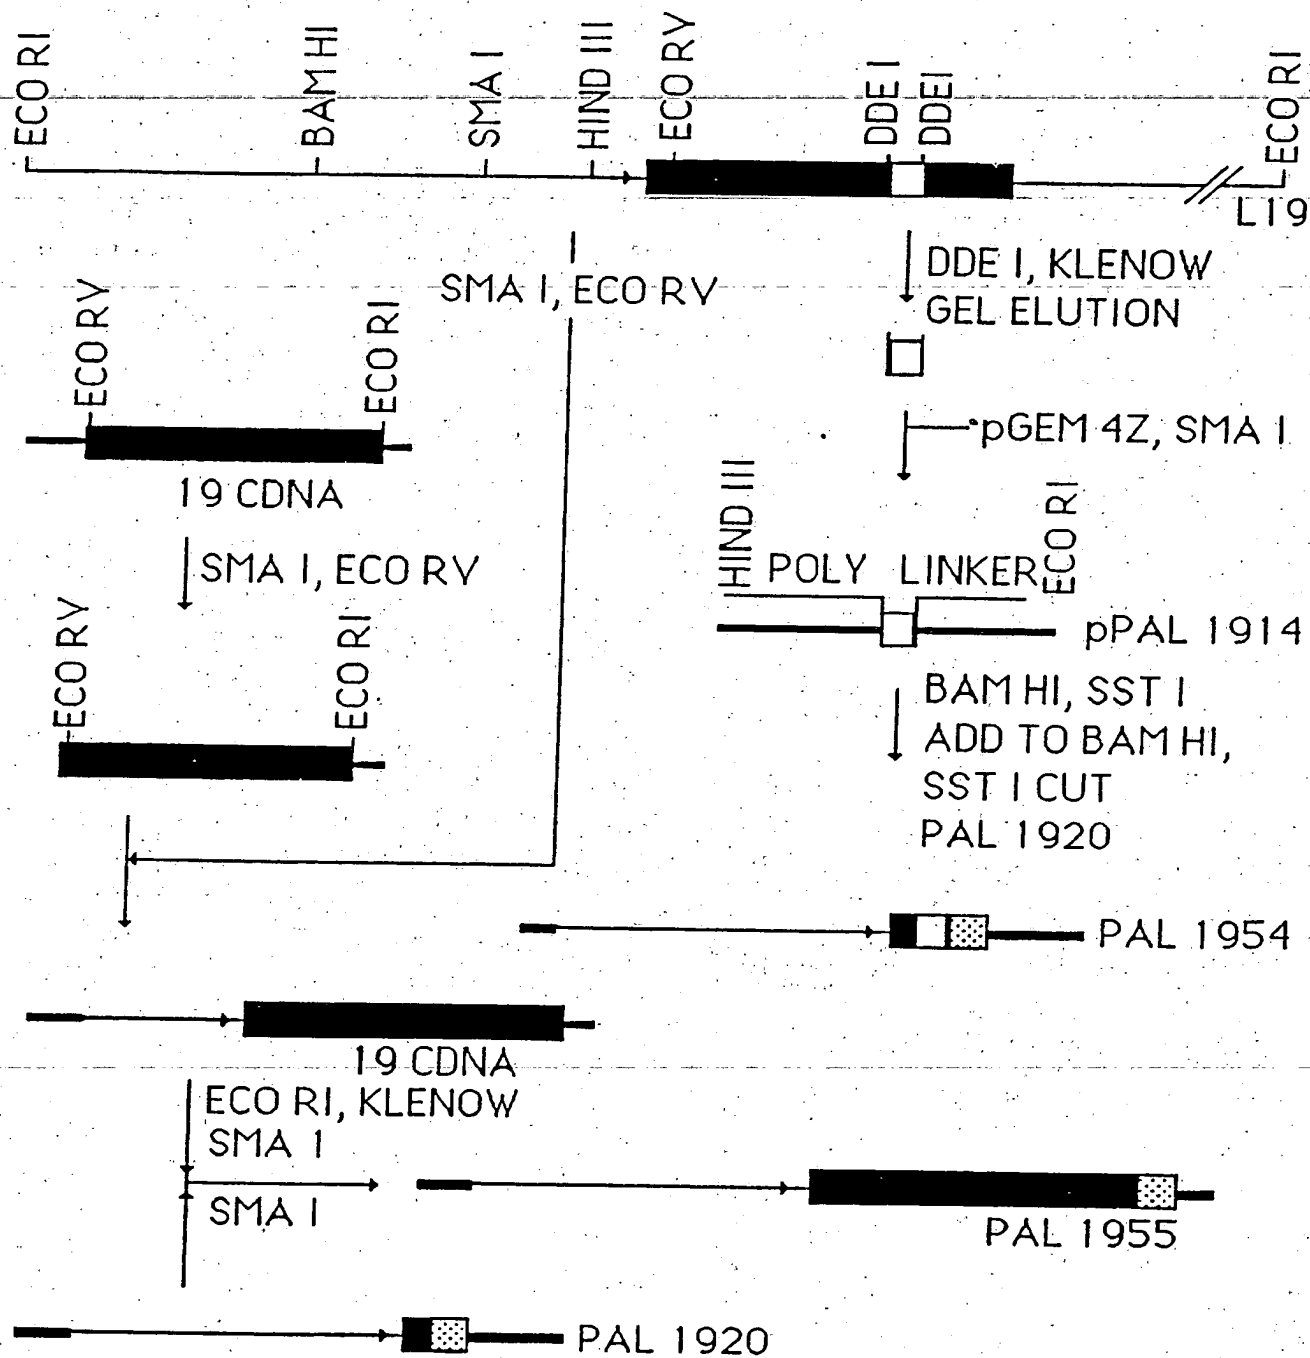 ECO RI
BAM HI
SMA I
HIND III
ECO RV
DDE I
DDEI
ECO RI
L19
SMA I, ECO RV
DDE I, KLENOW
GEL ELUTION
ECO RV
ECO RI
19 CDNA
pGEM 4Z, SMA I
SMA I, ECO RV
HIND III
POLY LINKER
ECO RI
pPAL 1914
ECO RV
ECO RI
BAM HI, SST I
ADD TO BAM HI,
SST I CUT
PAL 1920
PAL 1954
19 CDNA
ECO RI, KLENOW
SMA I
SMA I
PAL 1955
PAL 1920